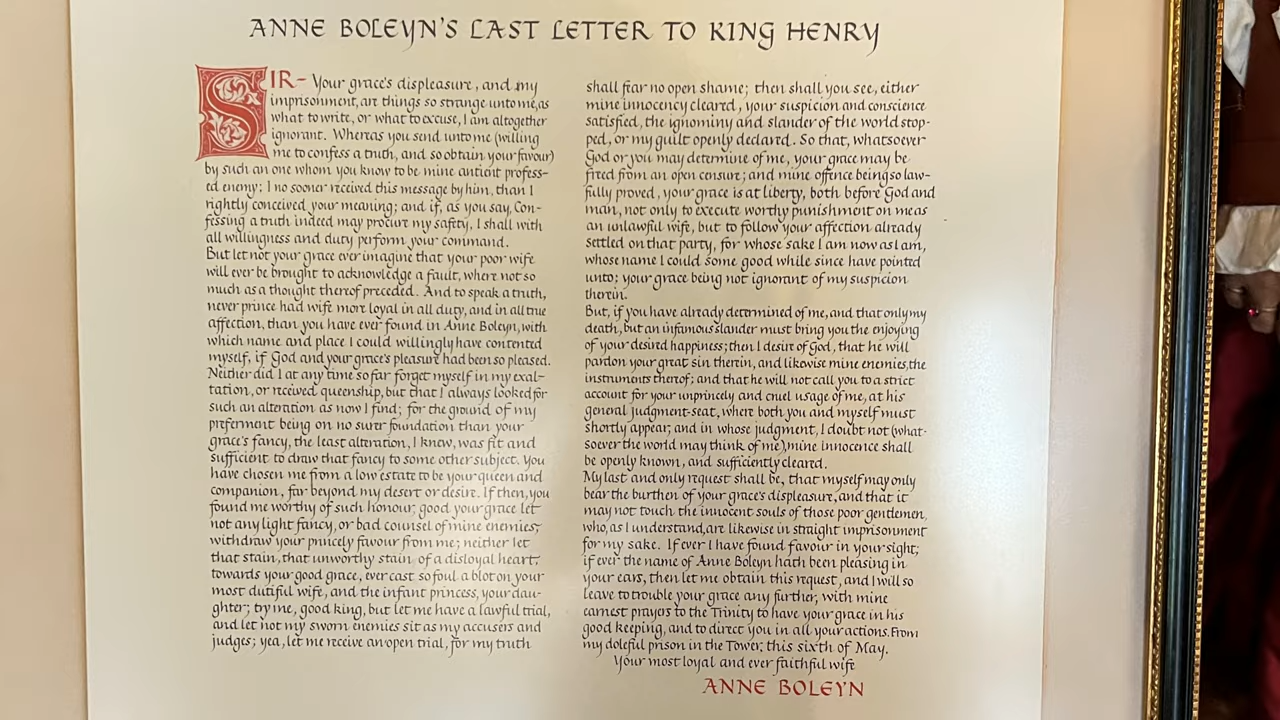 ANNE BOLEYN'S LAST LETTER TO KING HENRY
SIR- Your grace's displeasure, and my
imprisonment, are things so strange unto me, as
what to write, or what to excuse, I am altogether
ignorant. Whereas you send unto me (willing
me to confess a truth, and so obtain your favour)
by such an one whom you know to be mine antient profess-
ed enemy; I no sooner received this message by him, than I
rightly conceived your meaning; and if, as you say, Con-
fessing a truth indeed may procure my safety, I shall with
all willingness and duty perform your command.
But let not your grace ever imagine that your poor wife
will ever be brought to acknowledge a fault, where not so
much as a thought thereof preceded. And to speak a truth,
never prince had wife more loyal in all duty, and in all true
affection, than you have ever found in Anne Boleyn, with
which name and place I could willingly have contented
myself, if God and your grace's pleasure had been so pleased.
Neither did I at any time so far forget myself in my exal-
tation, or received queenship, but that I always looked for
such an alteration as now I find; for the ground of my
preferment being on no surer foundation than your
grace's fancy, the least alteration, I knew, was fit and
sufficient to draw that fancy to some other subject. You
have chosen me from a low estate to be your queen and
companion, far beyond my desert or desire. If then, you
found me worthy of such honour, good your grace let
not any light fancy, or bad counsel of mine enemies,
withdraw your princely favour from me; neither let
that stain, that unworthy stain of a disloyal heart,
towards your good grace, ever cast so foul a blot on your
most dutiful wife, and the infant princess, your dau-
ghter; try me, good king, but let me have a lawful trial,
and let not my sworn enemies sit as my accusers and
judges; yea, let me receive an open trial, for my truth
shall fear no open shame; then shall you see, either
mine innocency cleared, your suspicion and conscience
satisfied, the ignominy and slander of the world stop-
ped, or my guilt openly declared. So that, whatsoever
God or you may determine of me, your grace may be
freed from an open censure; and mine offence being so law-
fully proved, your grace is at liberty, both before God and
man, not only to execute worthy punishment on me as
an unlawful wife, but to follow your affection already
settled on that party, for whose sake I am now as I am,
whose name I could some good while since have pointed
unto; your grace being not ignorant of my suspicion
therein.
But, if you have already determined of me, and that only my
death, but an infamous slander must bring you the enjoying
of your desired happiness; then I desire of God, that he will
pardon your great sin therein, and likewise mine enemies, the
instruments thereof; and that he will not call you to a strict
account for your unprincely and cruel usage of me, at his
general judgment-seat, where both you and myself must
shortly appear; and in whose judgment, I doubt not (what-
soever the world may think of me) mine innocence shall
be openly known, and sufficiently cleared.
My last and only request shall be, that myself may only
bear the burthen of your grace's displeasure, and that it
may not touch the innocent souls of those poor gentlemen,
who, as I understand, are likewise in straight imprisonment
for my sake. If ever I have found favour in your sight;
if ever the name of Anne Boleyn hath been pleasing in
your ears, then let me obtain this request, and I will so
leave to trouble your grace any further, with mine
earnest prayers to the Trinity to have your grace in his
good keeping, and to direct you in all your actions. From
my doleful prison in the Tower, this sixth of May.
Your most loyal and ever faithful wife
ANNE BOLEYN